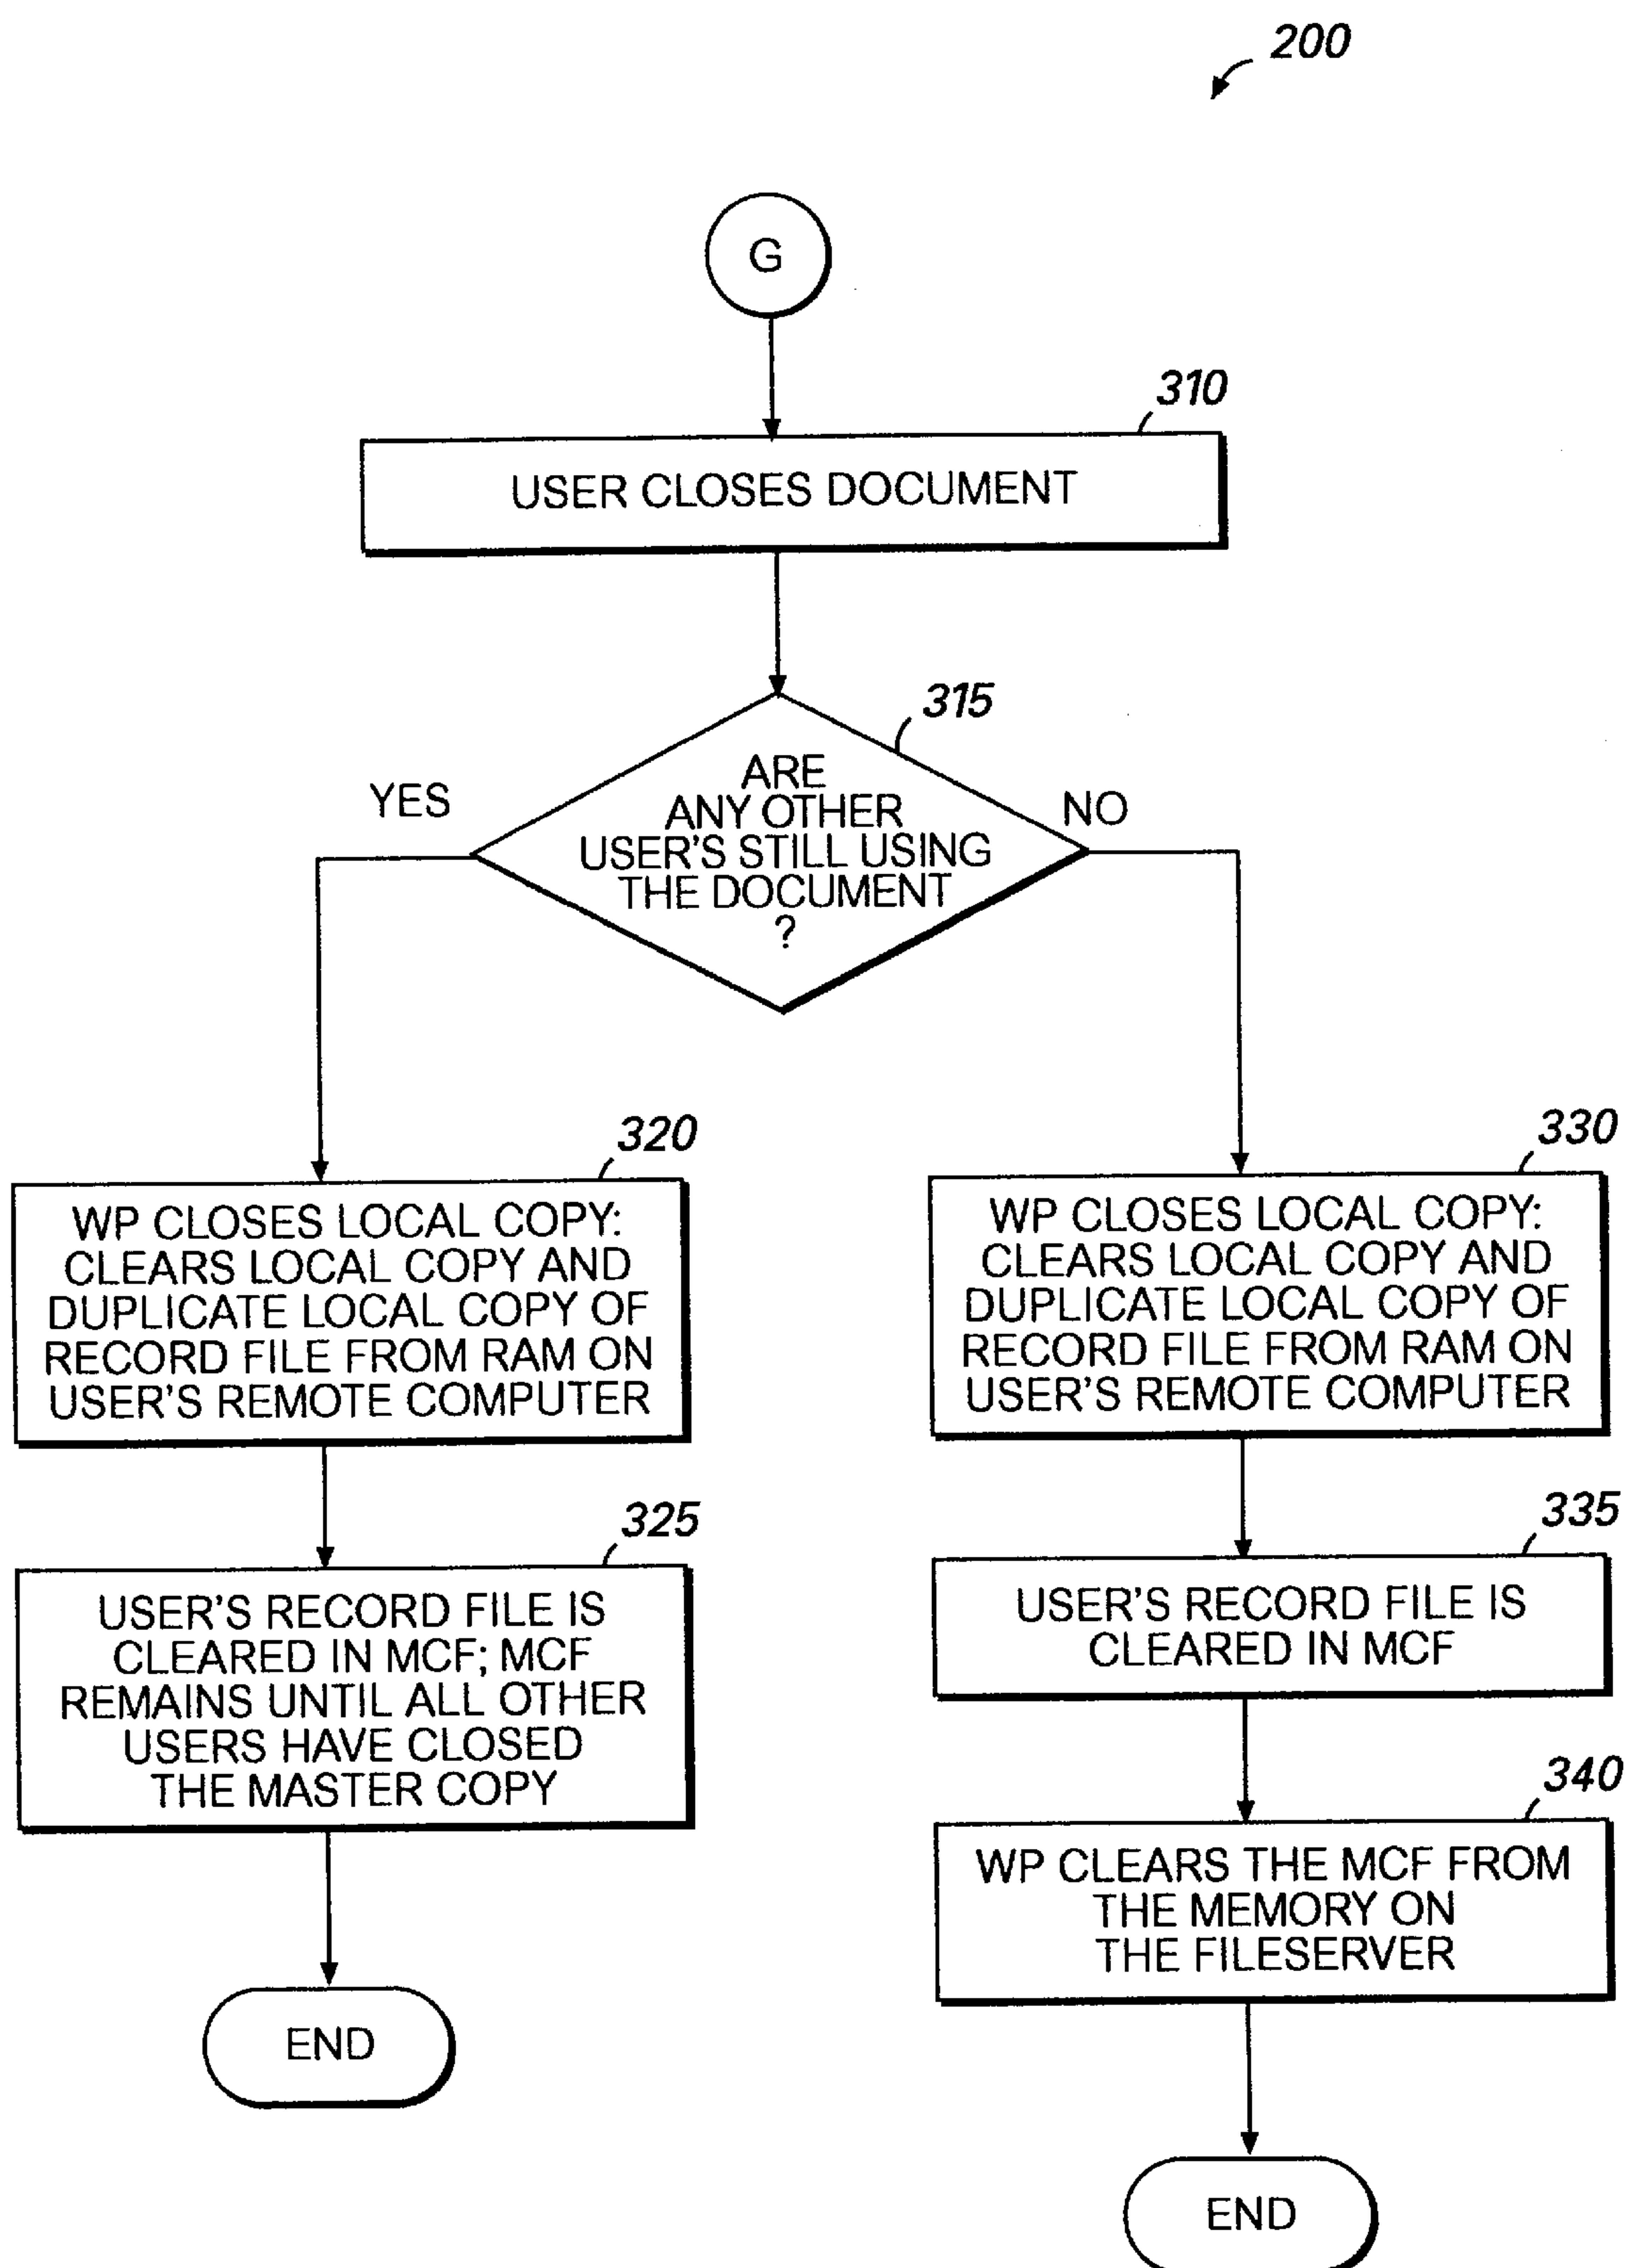 200
G
310
USER CLOSES DOCUMENT
315
YES
ARE
ANY OTHER
USER'S STILL USING
THE DOCUMENT
?
NO
320
WP CLOSES LOCAL COPY:
CLEARS LOCAL COPY AND
DUPLICATE LOCAL COPY OF
RECORD FILE FROM RAM ON
USER'S REMOTE COMPUTER
325
USER'S RECORD FILE IS
CLEARED IN MCF; MCF
REMAINS UNTIL ALL OTHER
USERS HAVE CLOSED
THE MASTER COPY
END
330
WP CLOSES LOCAL COPY:
CLEARS LOCAL COPY AND
DUPLICATE LOCAL COPY OF
RECORD FILE FROM RAM ON
USER'S REMOTE COMPUTER
335
USER'S RECORD FILE IS
CLEARED IN MCF
340
WP CLEARS THE MCF FROM
THE MEMORY ON
THE FILESERVER
END